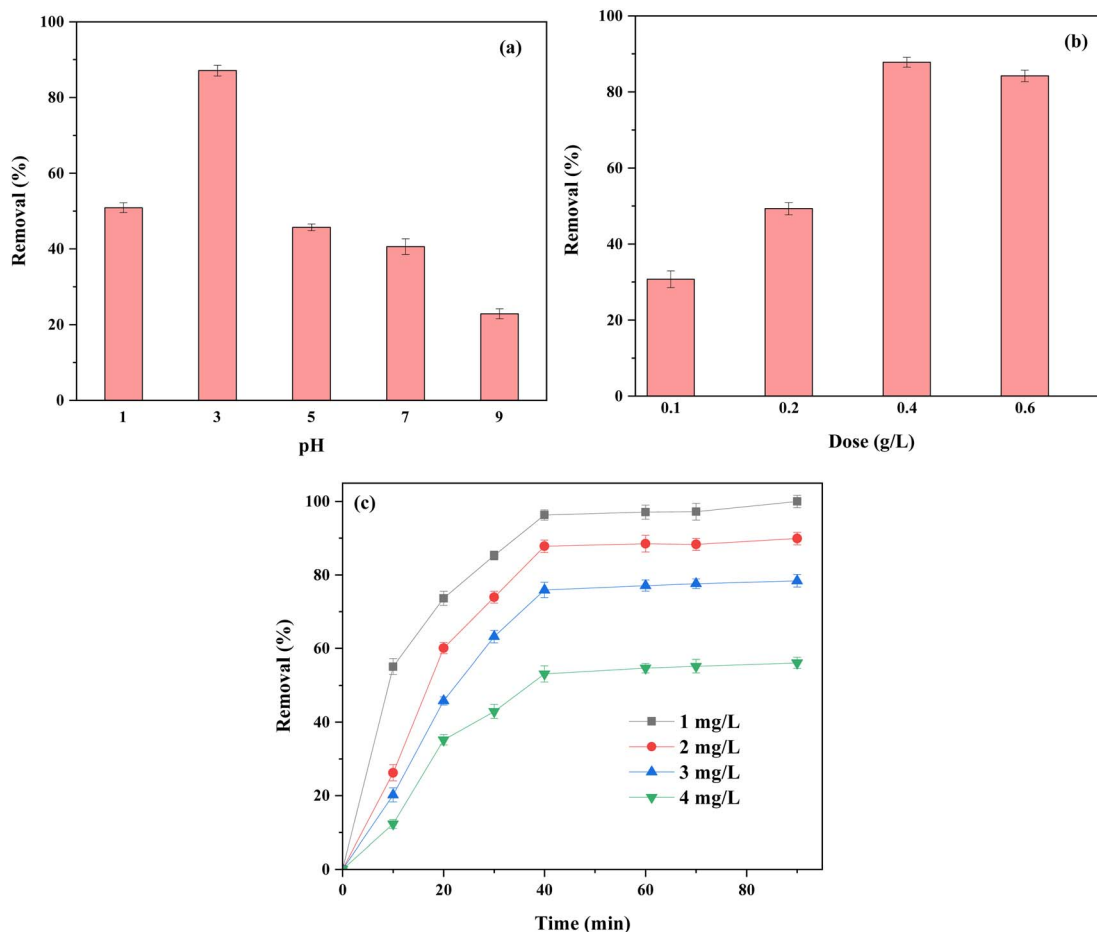 (a)
100
80
60
40
20
0
Removal (%)
1 3 5 7 9
pH
(b)
100
80
60
40
20
0
Removal (%)
0.1 0.2 0.4 0.6
Dose (g/L)
(c)
100
80
60
40
20
0
Removal (%)
1 mg/L
2 mg/L
3 mg/L
4 mg/L
0 20 40 60 80
Time (min)